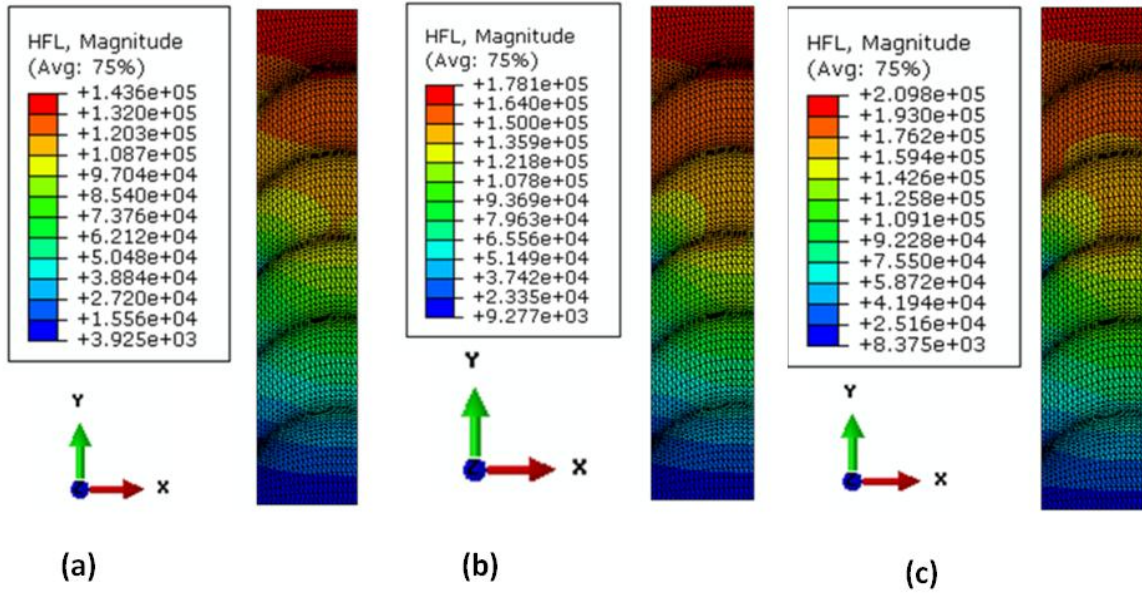 HFL, Magnitude
(Avg: 75%)
+1.436e+05
+1.320e+05
+1.203e+05
+1.087e+05
+9.704e+04
+8.540e+04
+7.376e+04
+6.212e+04
+5.048e+04
+3.884e+04
+2.720e+04
+1.556e+04
+3.925e+03
Y
X
(a)
HFL, Magnitude
(Avg: 75%)
+1.781e+05
+1.640e+05
+1.500e+05
+1.359e+05
+1.218e+05
+1.078e+05
+9.369e+04
+7.963e+04
+6.556e+04
+5.149e+04
+3.742e+04
+2.335e+04
+9.277e+03
Y
X
(b)
HFL, Magnitude
(Avg: 75%)
+2.098e+05
+1.930e+05
+1.762e+05
+1.594e+05
+1.426e+05
+1.258e+05
+1.091e+05
+9.228e+04
+7.550e+04
+5.872e+04
+4.194e+04
+2.516e+04
+8.375e+03
Y
X
(c)